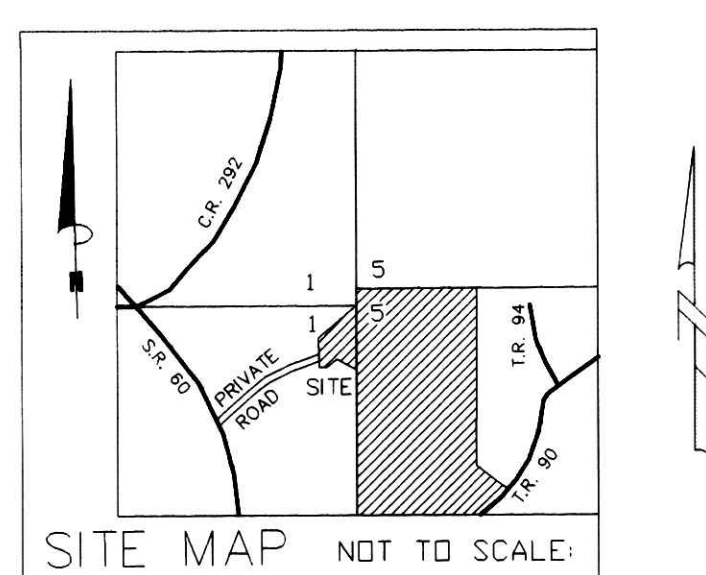 C.R. 292
1
5
1
5
S.R. 60
PRIVATE
ROAD
SITE
T.R. 94
T.R. 90
SITE MAP NOT TO SCALE: